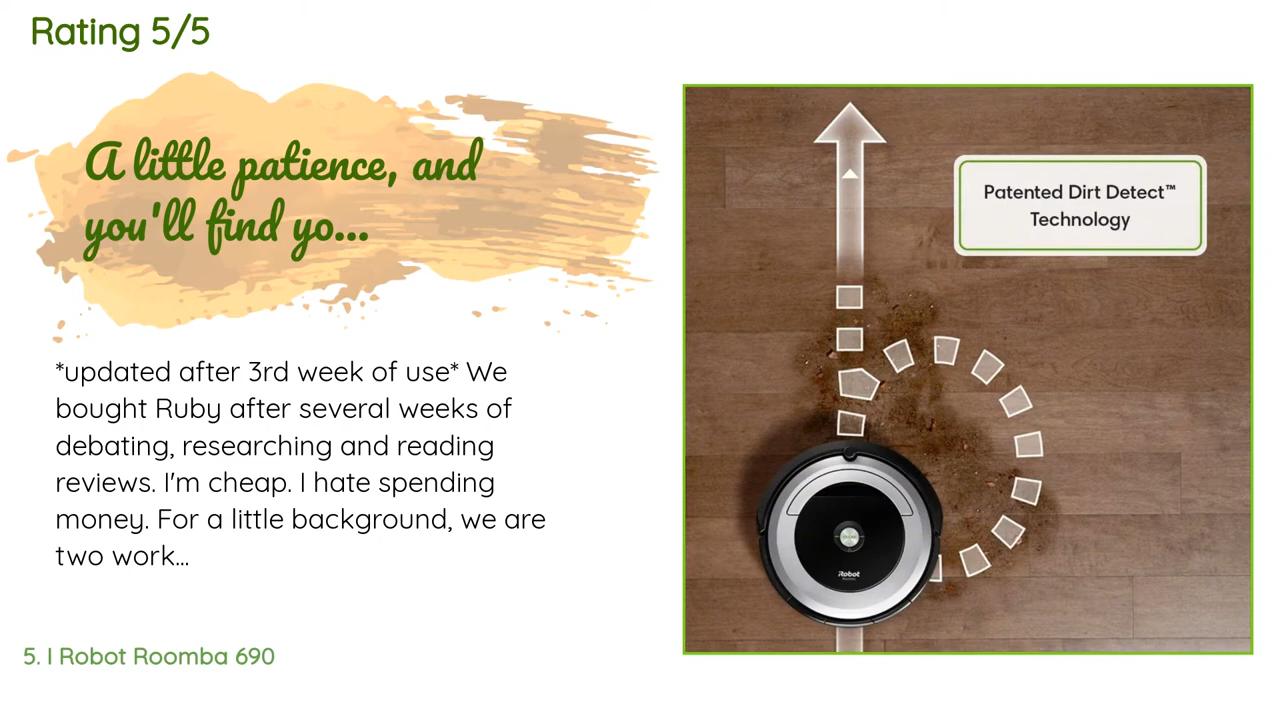 Rating 5/5
A little patience, and
you'll find yo...
*updated after 3rd week of use* We
bought Ruby after several weeks of
debating, researching and reading
reviews. I'm cheap. I hate spending
money. For a little background, we are
two work...
5. I Robot Roomba 690
Patented Dirt Detect™
Technology
iRobot